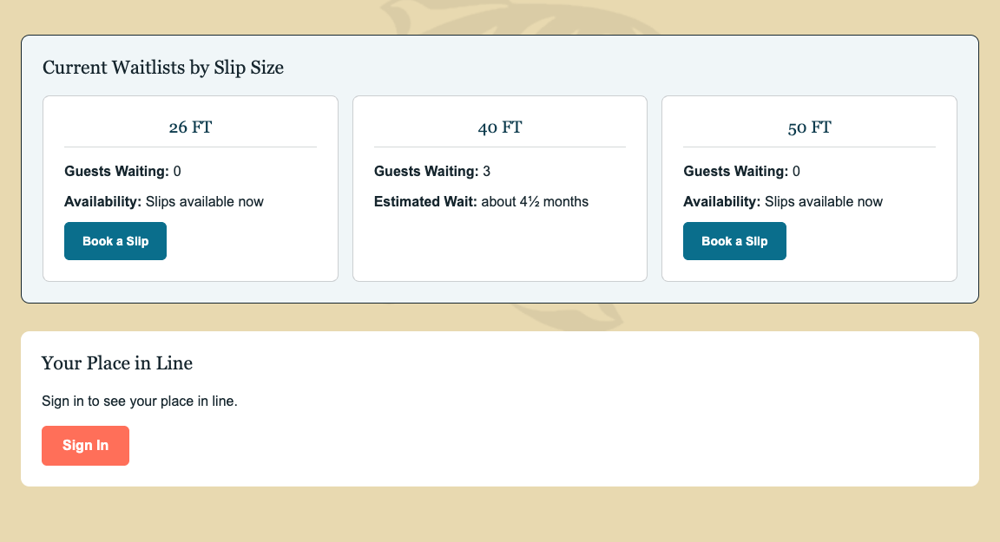 Current Waitlists by Slip Size
26 FT
Guests Waiting: 0
Availability: Slips available now
Book a Slip
40 FT
Guests Waiting: 3
Estimated Wait: about 4½ months
50 FT
Guests Waiting: 0
Availability: Slips available now
Book a Slip
Your Place in Line
Sign in to see your place in line.
Sign In